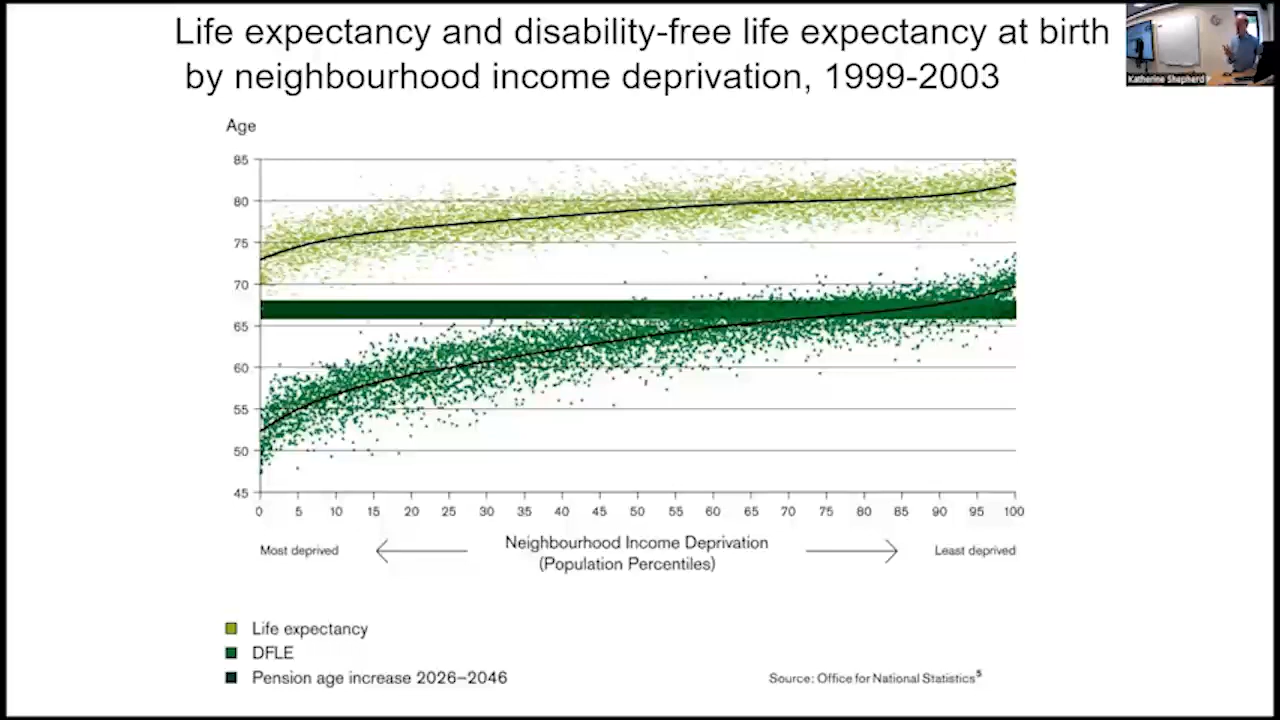 Life expectancy and disability-free life expectancy at birth
by neighbourhood income deprivation, 1999-2003
Katherine Shepherd
Age
85
80
75
70
65
60
55
50
45
0 5 10 15 20 25 30 35 40 45 50 55 60 65 70 75 80 85 90 95 100
Most deprived
Neighbourhood Income Deprivation
(Population Percentiles)
Least deprived
Life expectancy
DFLE
Pension age increase 2026–2046
Source: Office for National Statistics⁵